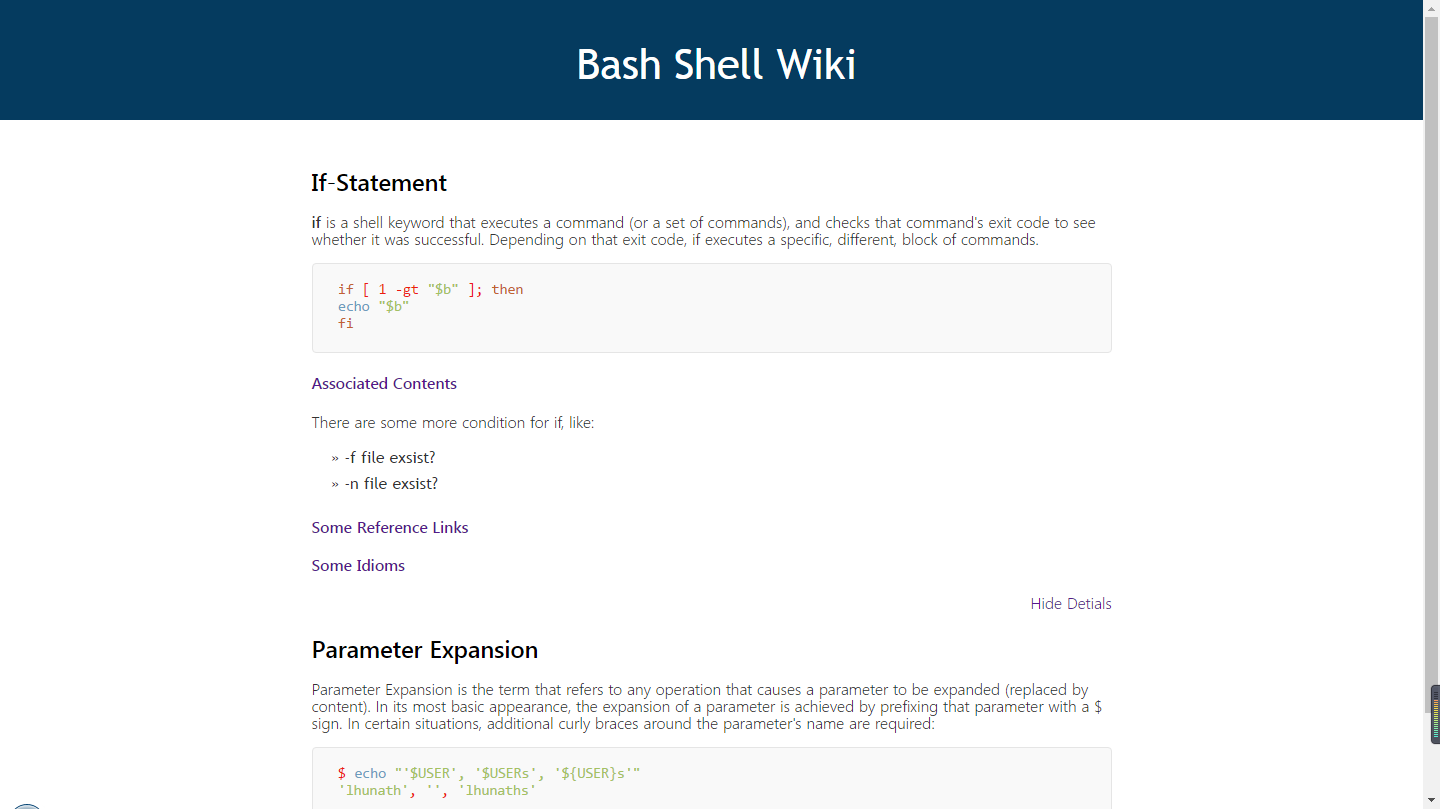 Bash Shell Wiki
If-Statement
if is a shell keyword that executes a command (or a set of commands), and checks that command's exit code to see
whether it was successful. Depending on that exit code, if executes a specific, different, block of commands.
if [ 1 -gt "$b" ]; then
echo "$b"
fi
Associated Contents
There are some more condition for if, like:
» -f file exsist?
» -n file exsist?
Some Reference Links
Some Idioms
Hide Detials
Parameter Expansion
Parameter Expansion is the term that refers to any operation that causes a parameter to be expanded (replaced by
content). In its most basic appearance, the expansion of a parameter is achieved by prefixing that parameter with a $
sign. In certain situations, additional curly braces around the parameter's name are required:
$ echo "'$USER', '$USERs', '${USER}s'"
'lhunath', '', 'lhunaths'